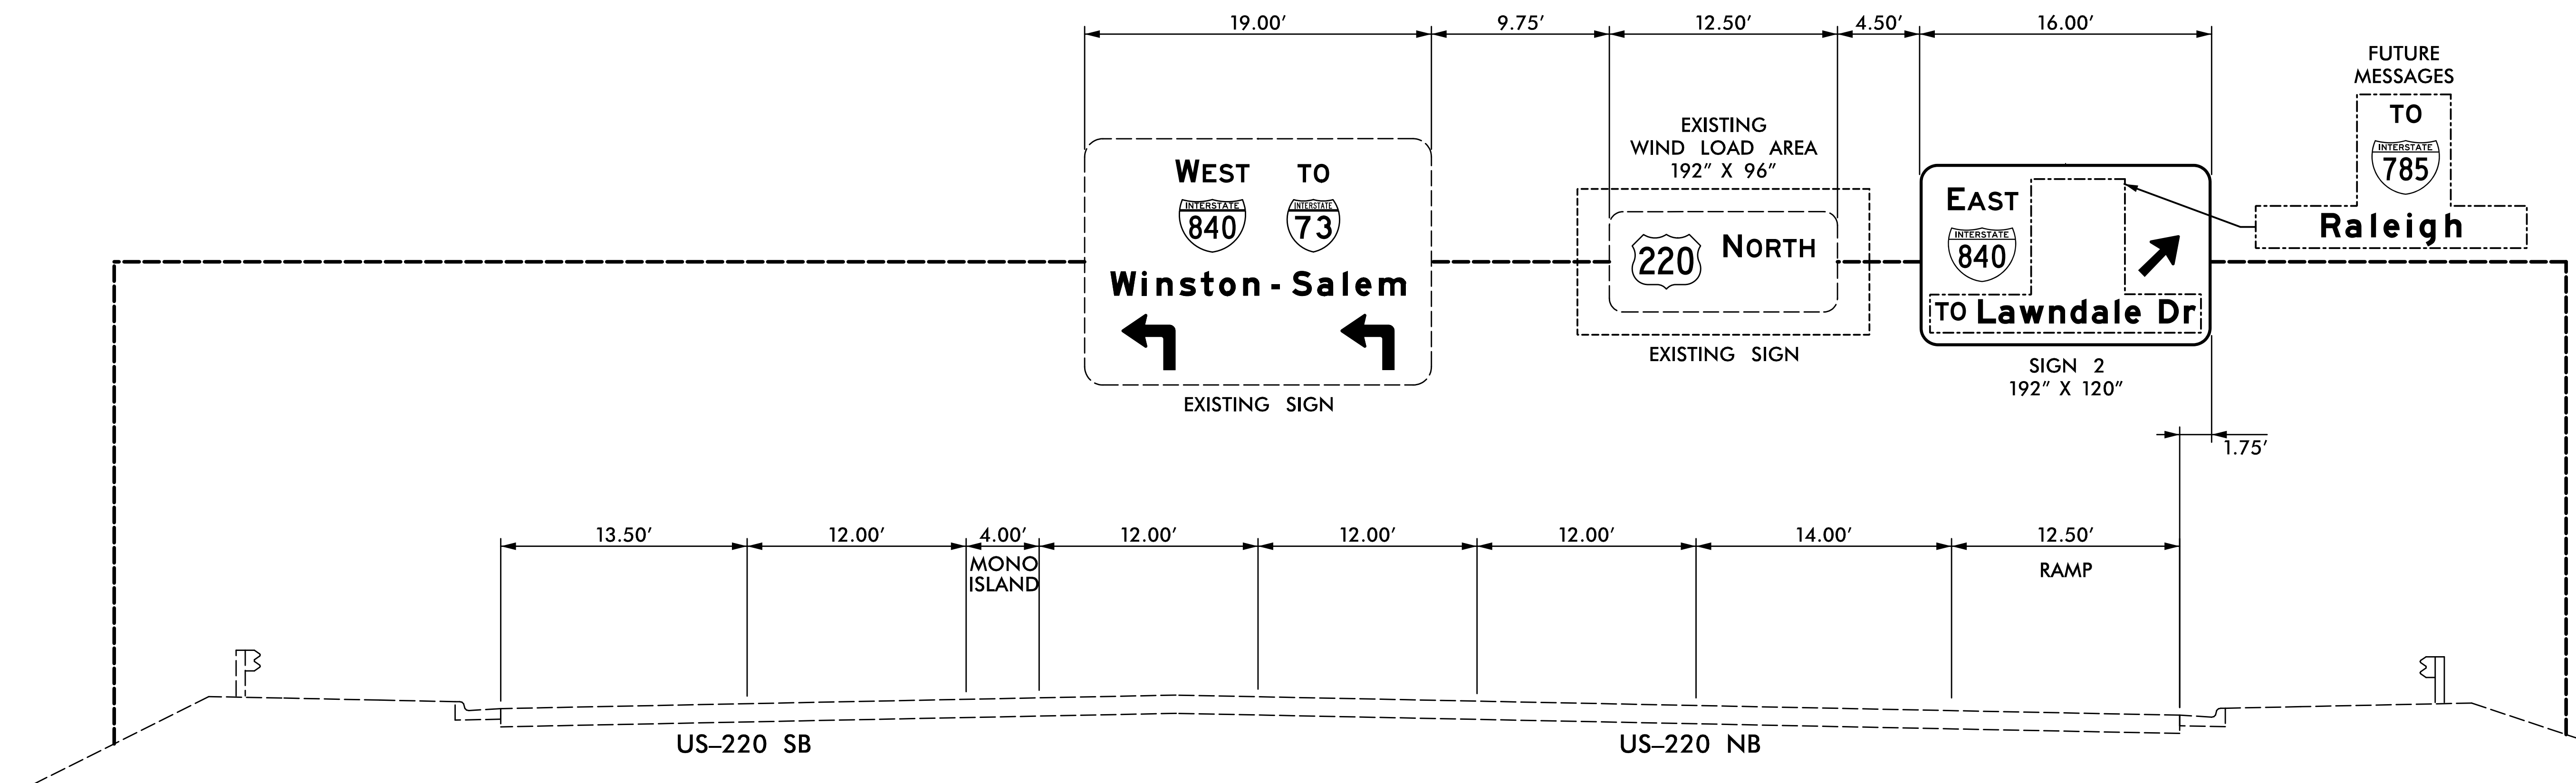 19.00'
9.75'
12.50'
4.50'
16.00'
FUTURE
MESSAGES
TO
INTERSTATE
785
Raleigh
EXISTING
WIND LOAD AREA
192" X 96"
WEST TO
INTERSTATE
840
INTERSTATE
73
Winston-Salem
EXISTING SIGN
220 NORTH
EXISTING SIGN
EAST
INTERSTATE
840
TO Lawndale Dr
SIGN 2
192" X 120"
1.75'
13.50'
12.00'
4.00'
12.00'
12.00'
12.00'
14.00'
12.50'
MONO
ISLAND
RAMP
US–220 SB
US–220 NB